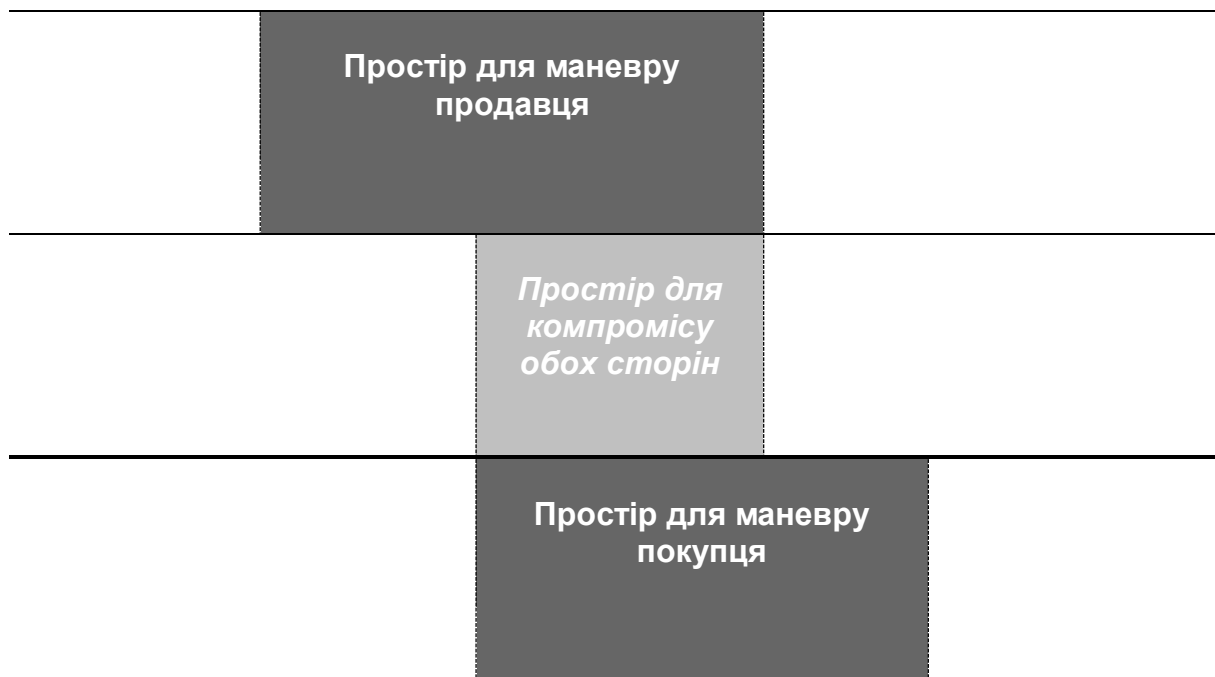 Простір для маневру
продавця
Простір для
компромісу
обох сторін
Простір для маневру
покупця